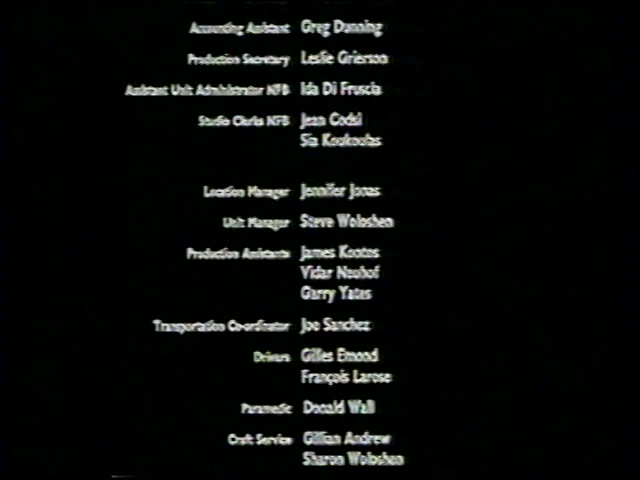 Accounting Assistant Greg Dunning
Production Secretary Leslie Grierson
Assistant Unit Administrator NFB Ida Di Fruscia
Studio Clerks NFB Jean Godsl
Sia Koukoulas
Location Manager Jennifer Jonas
Unit Manager Steve Woloshen
Production Assistants James Kontos
Vidar Neuhof
Garry Yates
Transportation Co-ordinator Joe Sanchez
Drivers Gilles Emond
François Larose
Paramedic Donald Wall
Craft Service Gillian Andrew
Sharon Woloshen